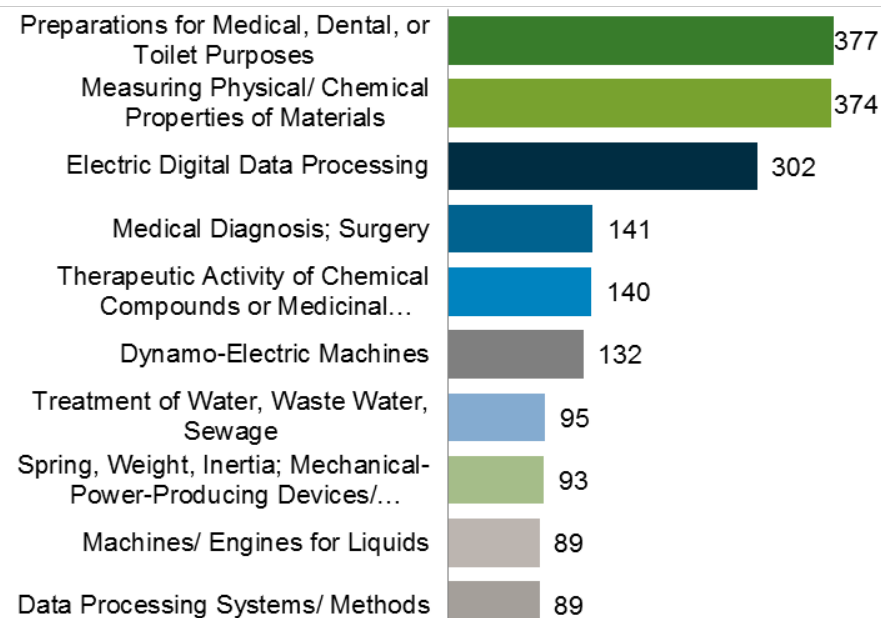 Preparations for Medical, Dental, or
Toilet Purposes
377
Measuring Physical/ Chemical
Properties of Materials
374
Electric Digital Data Processing
302
Medical Diagnosis; Surgery
141
Therapeutic Activity of Chemical
Compounds or Medicinal...
140
Dynamo-Electric Machines
132
Treatment of Water, Waste Water,
Sewage
95
Spring, Weight, Inertia; Mechanical-
Power-Producing Devices/...
93
Machines/ Engines for Liquids
89
Data Processing Systems/ Methods
89